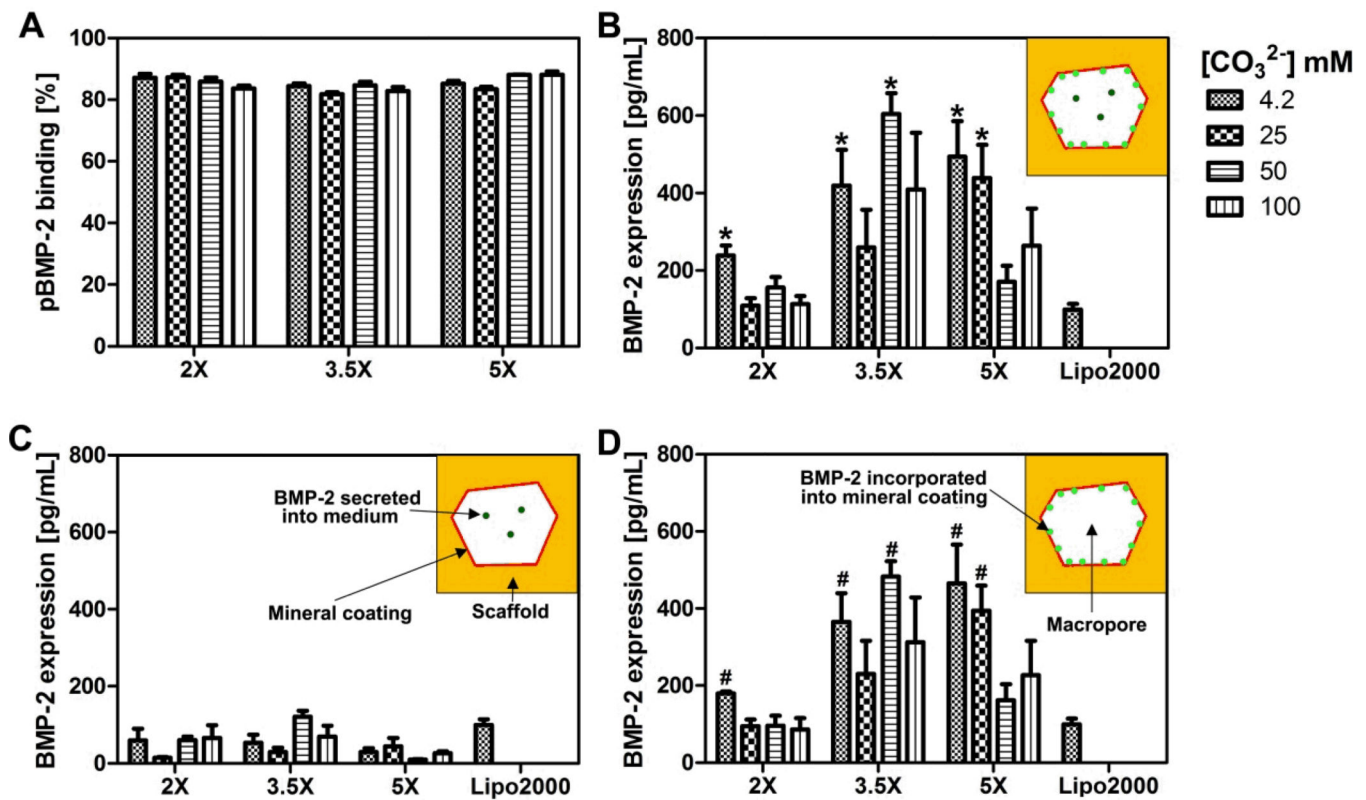 A
pBMP-2 binding [%]
100
80
60
40
20
0
2X 3.5X 5X
B
BMP-2 expression [pg/mL]
800
600
400
200
0
* * * * *
2X 3.5X 5X Lipo2000
[CO₃²⁻] mM
4.2
25
50
100
C
BMP-2 expression [pg/mL]
800
600
400
200
0
BMP-2 secreted
into medium
Mineral coating
Scaffold
2X 3.5X 5X Lipo2000
D
BMP-2 expression [pg/mL]
800
600
400
200
0
BMP-2 incorporated
into mineral coating
Macropore
# # # # #
2X 3.5X 5X Lipo2000